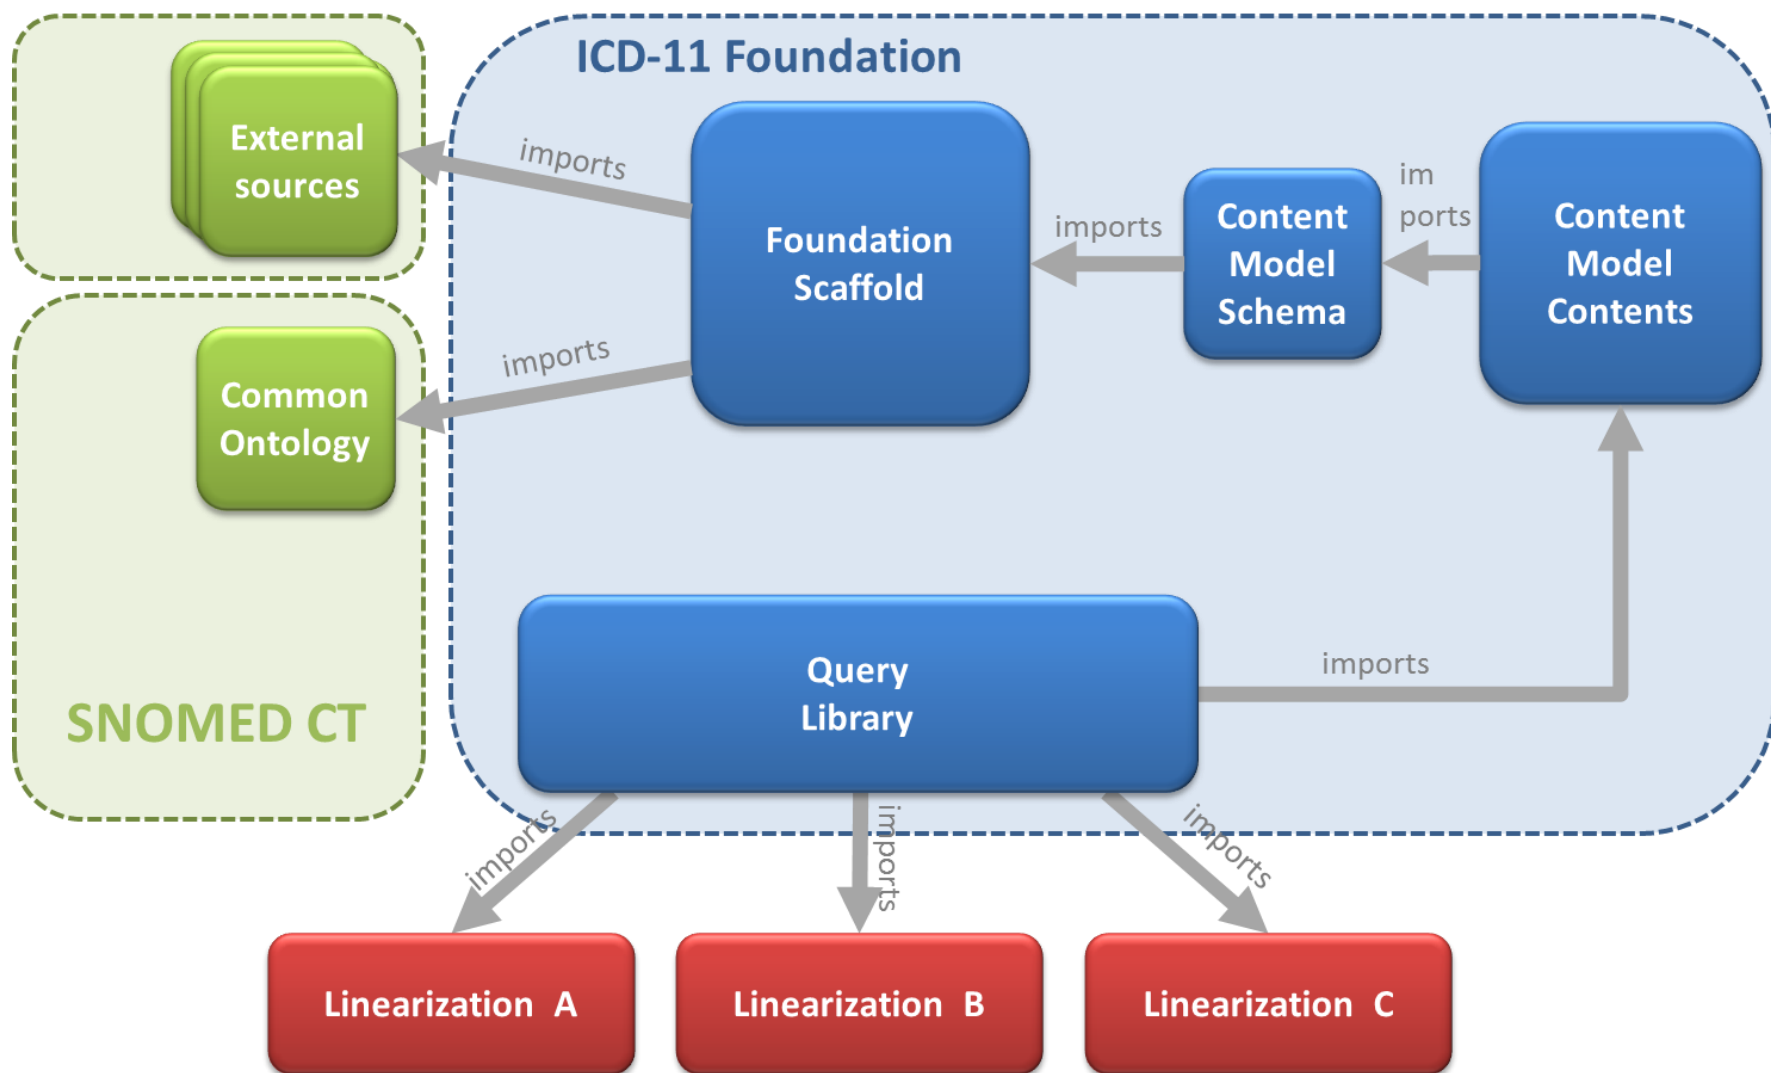 ICD-11 Foundation
External
sources
imports
Foundation
Scaffold
imports
Content
Model
Schema
im
ports
Content
Model
Contents
imports
Common
Ontology
SNOMED CT
Query
Library
imports
imports
imports
imports
Linearization A
Linearization B
Linearization C